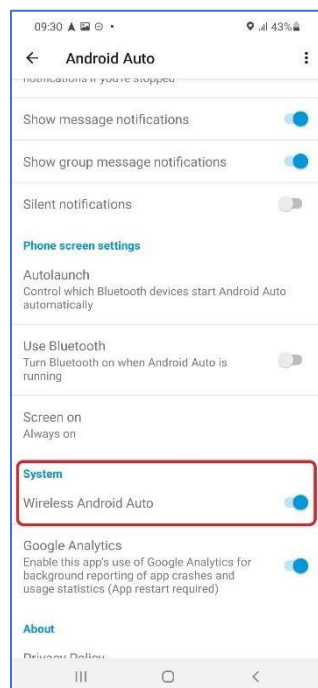 09:30
43%
Android Auto
notifications if you're stopped
Show message notifications
Show group message notifications
Silent notifications
Phone screen settings
Autolaunch
Control which Bluetooth devices start Android Auto
automatically
Use Bluetooth
Turn Bluetooth on when Android Auto is
running
Screen on
Always on
System
Wireless Android Auto
Google Analytics
Enable this app's use of Google Analytics for
background reporting of app crashes and
usage statistics (App restart required)
About
Privacy Policy